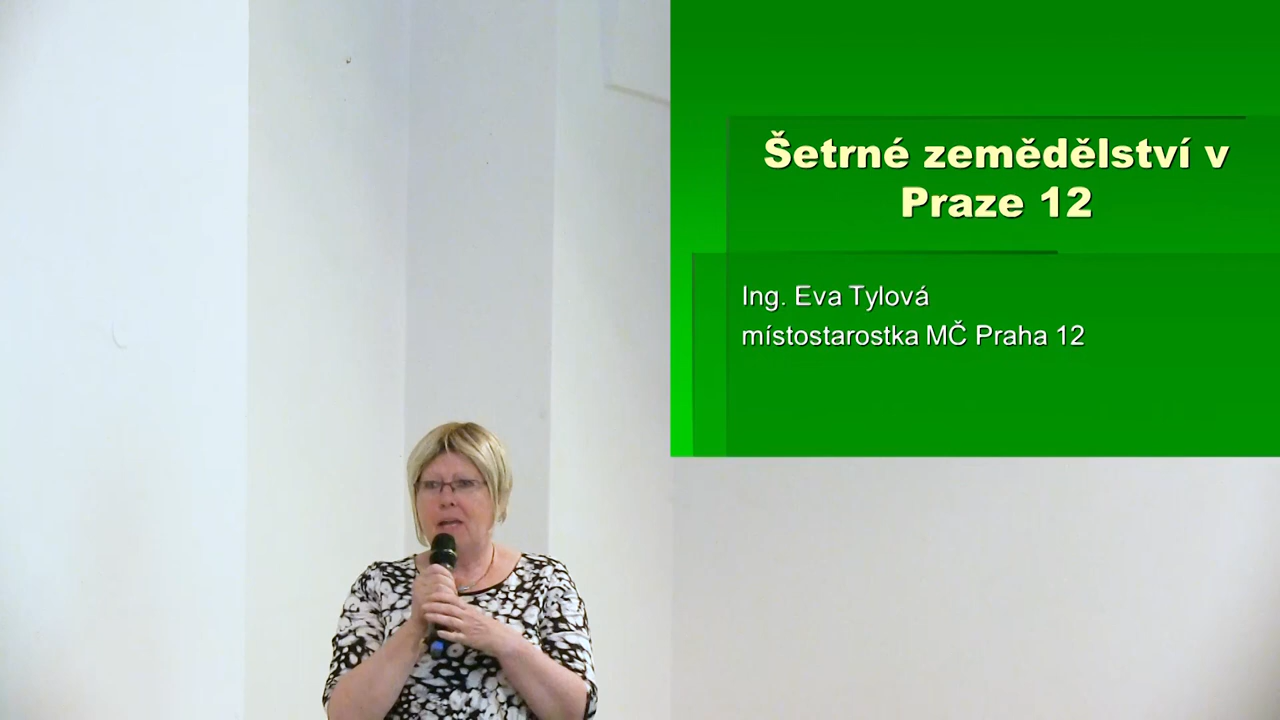 Šetrné zemědělství v
Praze 12
Ing. Eva Tylová
místostarostka MČ Praha 12